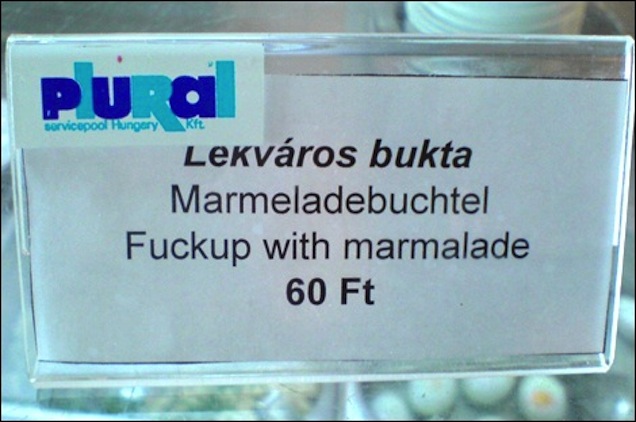 plural
servicepool Hungary Kft.
Lekváros bukta
Marmeladebuchtel
Fuckup with marmalade
60 Ft